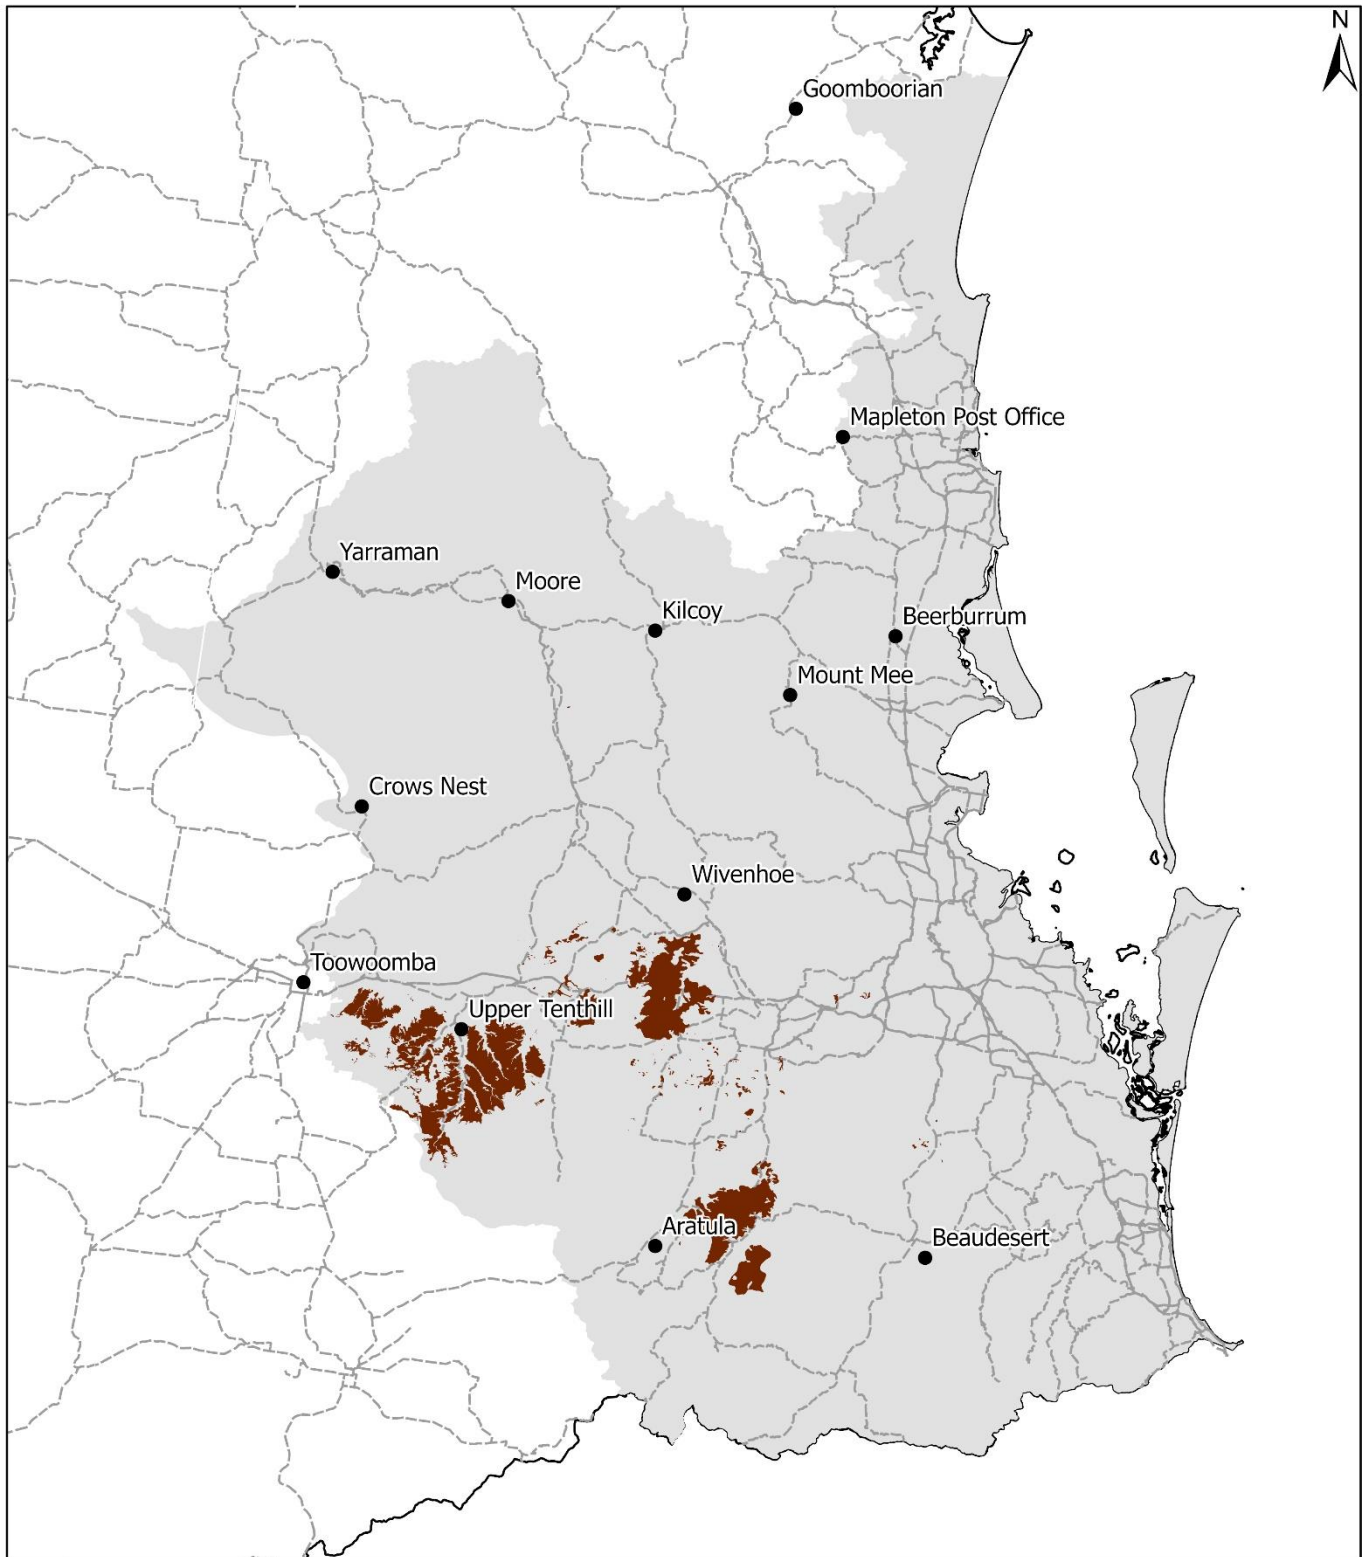 N
Goomboorian
Mapleton Post Office
Yarraman
Moore
Kilcoy
Beerburrum
Mount Mee
Crows Nest
Wivenhoe
Toowoomba
Upper Tenthill
Aratula
Beaudesert